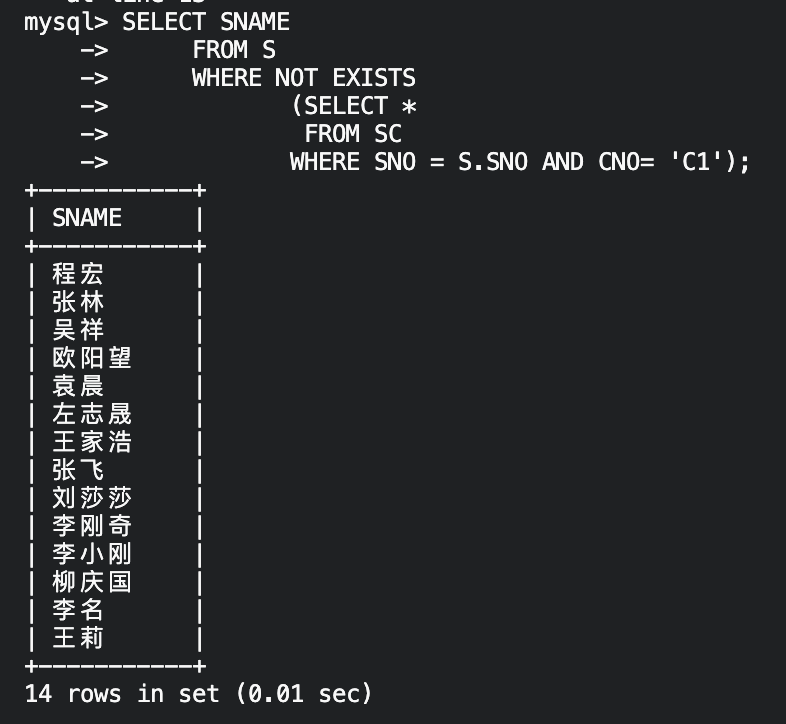 mysql> SELECT SNAME
    ->      FROM S
    ->      WHERE NOT EXISTS
    ->             (SELECT *
    ->              FROM SC
    ->             WHERE SNO = S.SNO AND CNO= 'C1');
+-----------+
| SNAME     |
+-----------+
| 程宏      |
| 张林      |
| 吴祥      |
| 欧阳望    |
| 袁晨      |
| 左志晟    |
| 王家浩    |
| 张飞      |
| 刘莎莎    |
| 李刚奇    |
| 李小刚    |
| 柳庆国    |
| 李名      |
| 王莉      |
+-----------+
14 rows in set (0.01 sec)